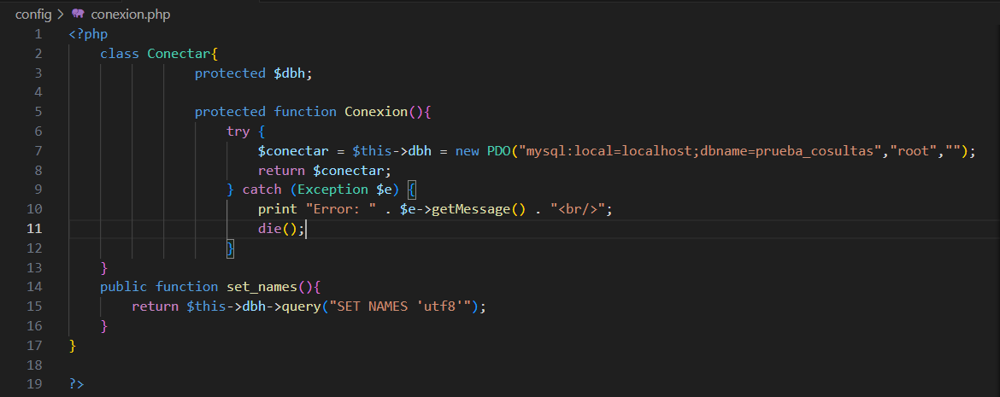 config > conexion.php
1 <?php
2     class Conectar{
3                 protected $dbh;
4
5                 protected function Conexion(){
6                     try {
7                         $conectar = $this->dbh = new PDO("mysql:local=localhost;dbname=prueba_cosultas","root","");
8                         return $conectar;
9                     } catch (Exception $e) {
10                         print "Error: " . $e->getMessage() . "<br/>";
11                         die();
12                     }
13     }
14     public function set_names(){
15         return $this->dbh->query("SET NAMES 'utf8'");
16     }
17 }
18
19 ?>